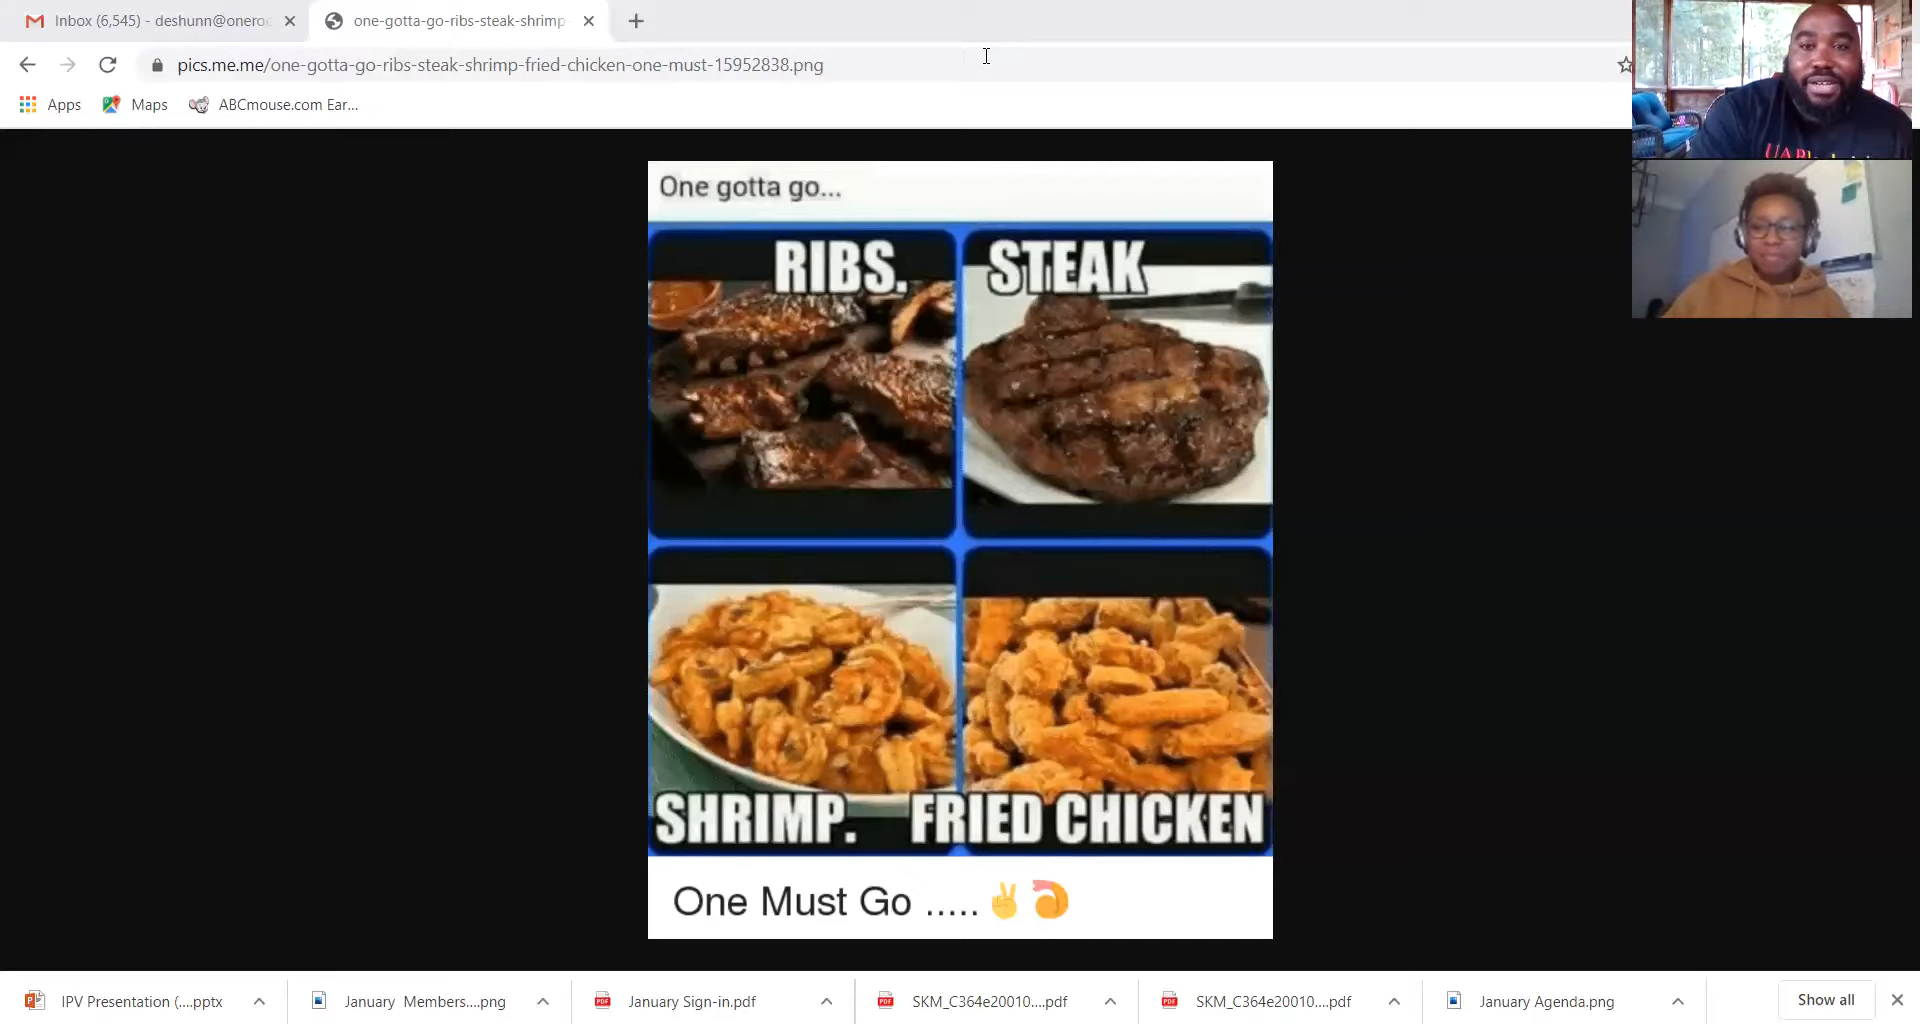 Inbox (6,545) - deshunn@onero
one-gotta-go-ribs-steak-shrimp
pics.me.me/one-gotta-go-ribs-steak-shrimp-fried-chicken-one-must-15952838.png
Apps
Maps
ABCmouse.com Ear...
One gotta go...
RIBS.
STEAK
SHRIMP.
FRIED CHICKEN
One Must Go .....✌🦐
IPV Presentation (....pptx
January Members....png
January Sign-in.pdf
SKM_C364e20010....pdf
SKM_C364e20010....pdf
January Agenda.png
Show all